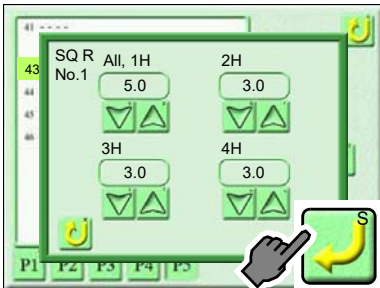 41 - - - -
SQ R
No.1
All, 1H
2H
43
5.0
3.0
44
45
3H
4H
46
3.0
3.0
S
P1 P2 P3 P4 P5